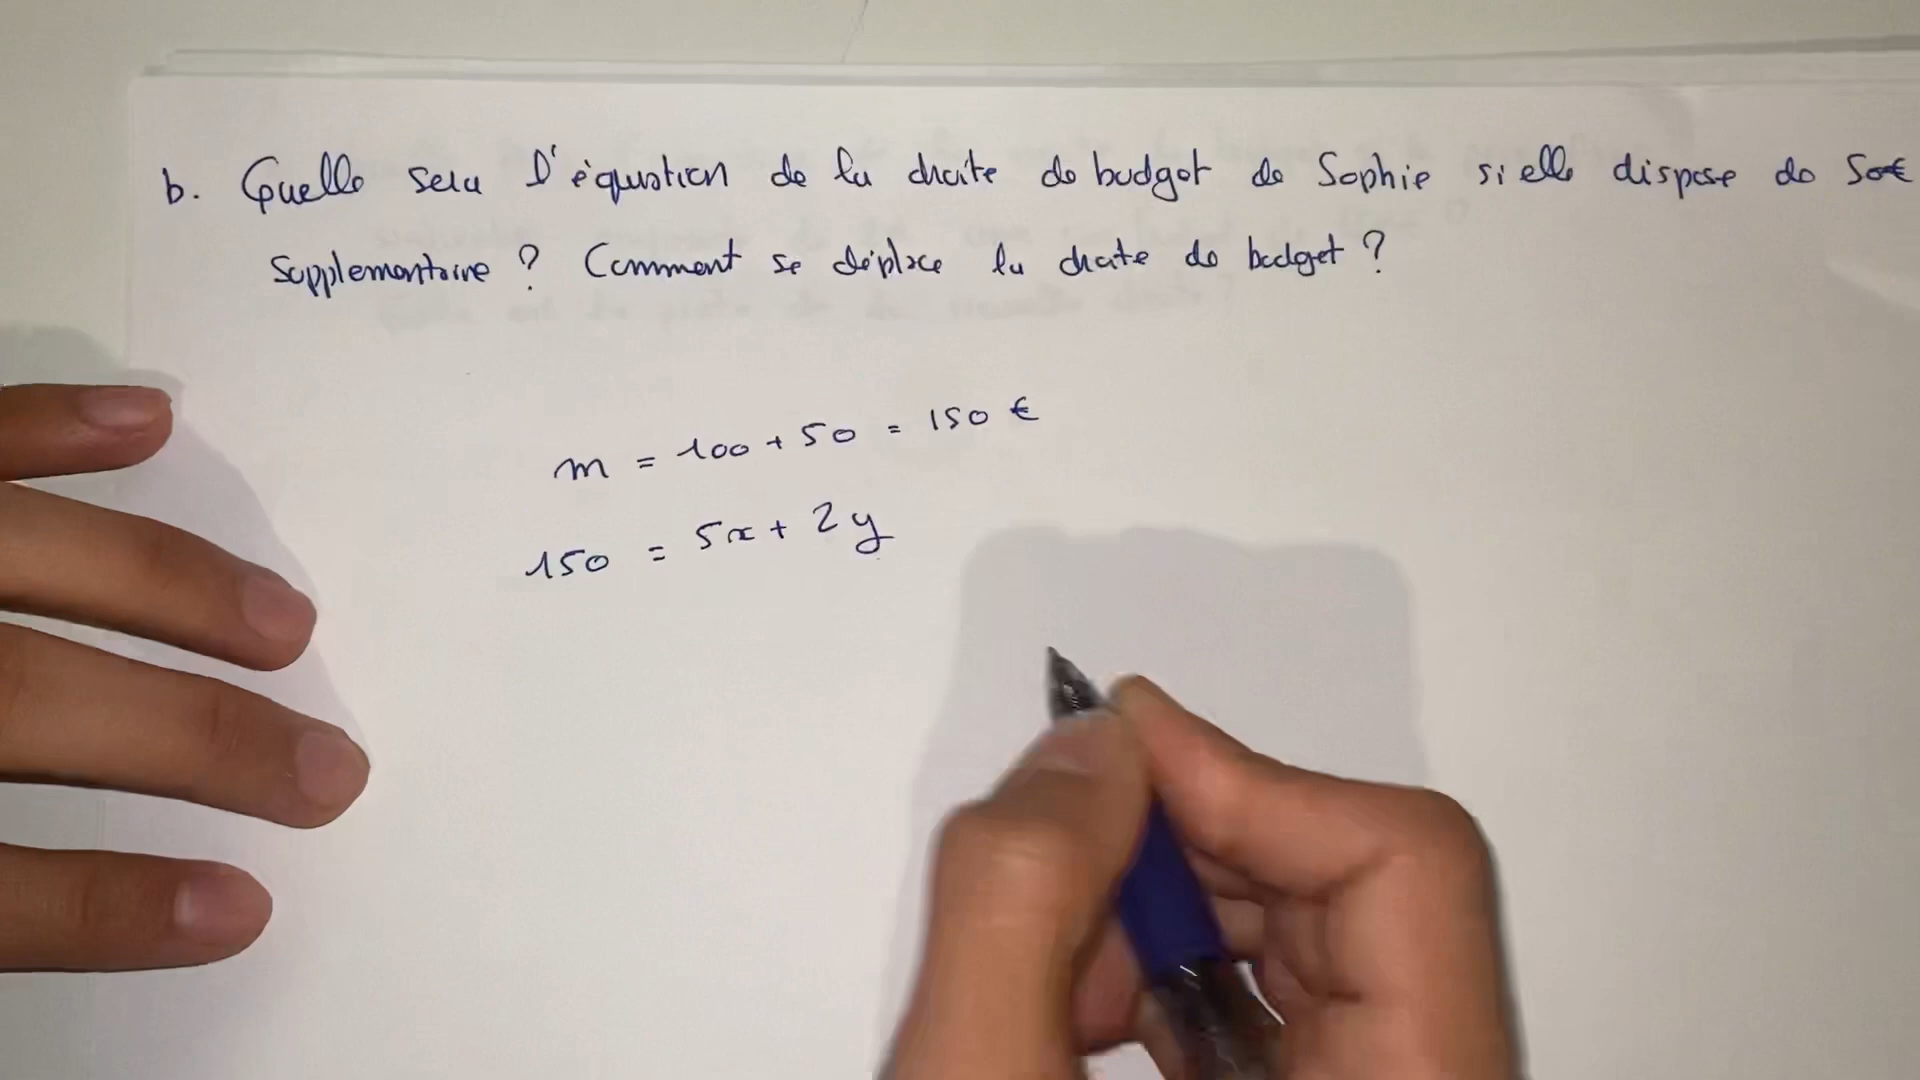 b. Quelle sera l'équation de la droite de budget de Sophie si elle dispose de 50€
supplementaire ? Comment se déplace la droite de budget ?
m = 100 + 50 = 150 €
150 = 5x + 2y